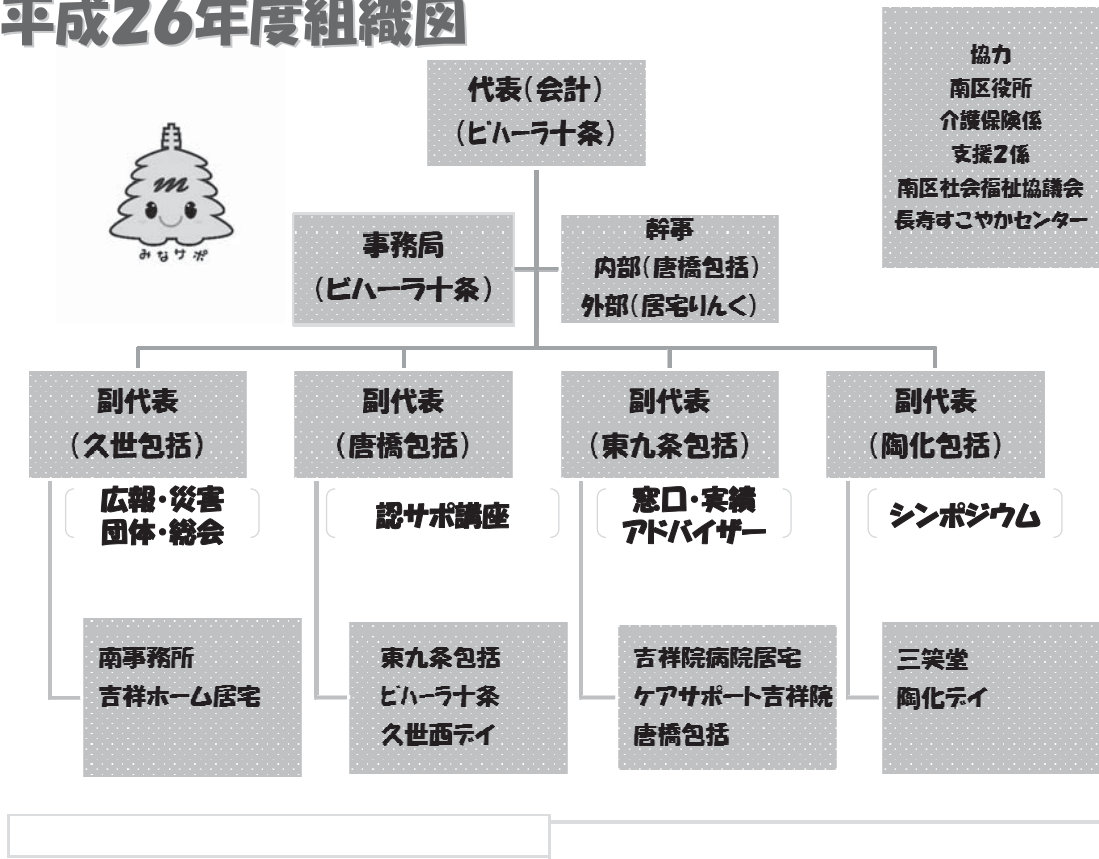 平成26年度組織図
協力
南区役所
介護保険係
支援2係
南区社会福祉協議会
長寿すこやかセンター
代表(会計)
(ビハーラ十条)
m
みなサポ
事務局
(ビハーラ十条)
幹事
内部(唐橋包括)
外部(居宅りんく)
副代表
(久世包括)
広報・災害
団体・総会
南事務所
吉祥ホーム居宅
副代表
(唐橋包括)
認サポ講座
東九条包括
ビハーラ十条
久世西デイ
副代表
(東九条包括)
窓口・実績
アドバイザー
吉祥院病院居宅
ケアサポート吉祥院
唐橋包括
副代表
(陶化包括)
シンポジウム
三笑堂
陶化デイ